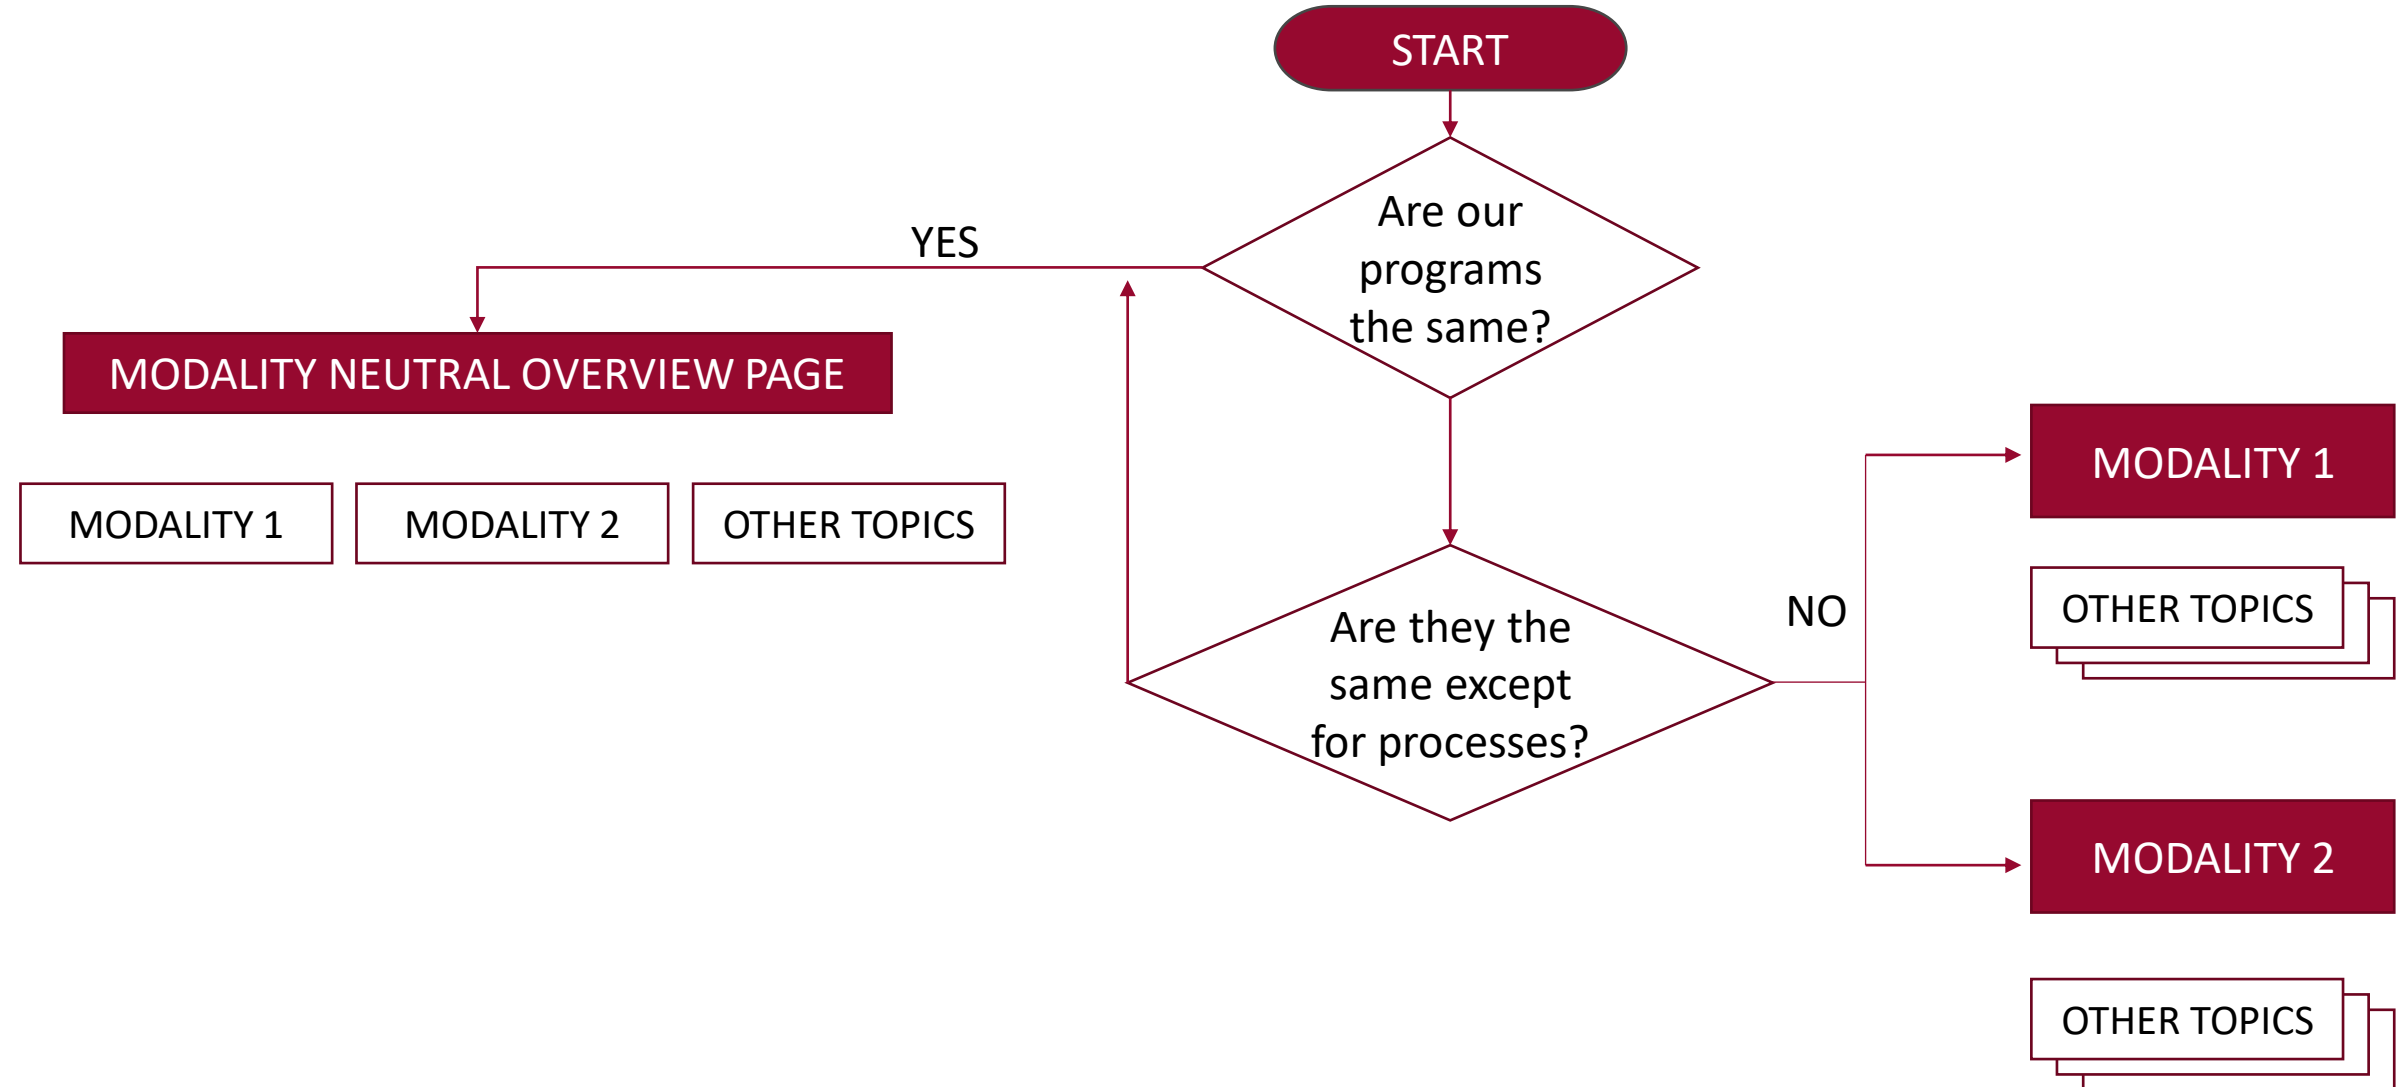 START
Are our
programs
the same?
YES
MODALITY NEUTRAL OVERVIEW PAGE
MODALITY 1
MODALITY 2
OTHER TOPICS
Are they the
same except
for processes?
NO
MODALITY 1
OTHER TOPICS
MODALITY 2
OTHER TOPICS